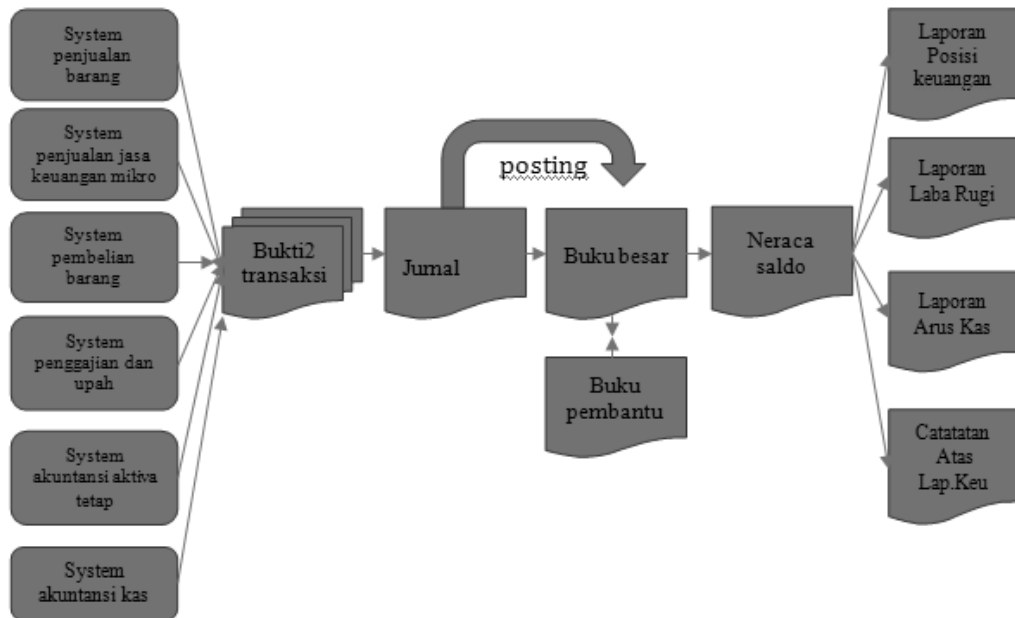 System
penjualan
barang
System
penjualan jasa
keuangan mikro
System
pembelian
barang
System
penggajian dan
upah
System
akuntansi aktiva
tetap
System
akuntansi kas
Bukti2
transaksi
posting
Jurnal
Buku besar
Buku
pembantu
Neraca
saldo
Laporan
Posisi
keuangan
Laporan
Laba Rugi
Laporan
Arus Kas
Catatatan
Atas
Lap.Keu